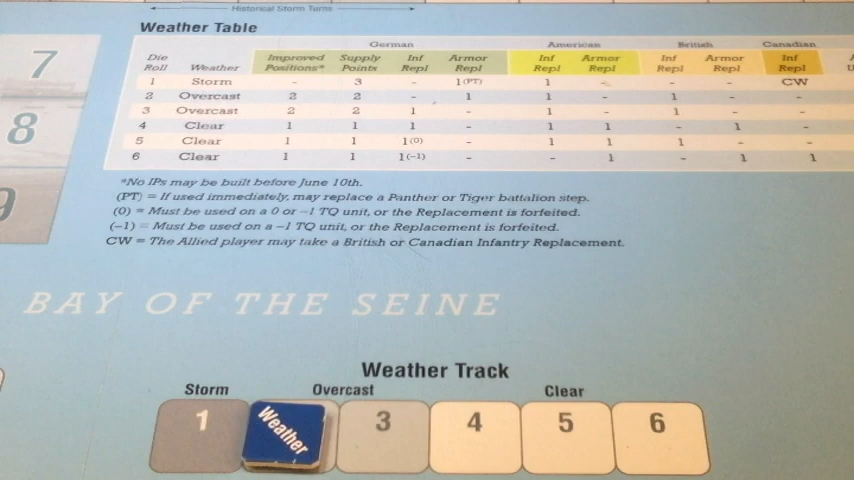 Historical Storm Turns
Weather Table
German American British Canadian
Die Roll Weather Improved Positions* Supply Points Inf Repl Armor Repl Inf Repl Armor Repl Inf Repl Armor Repl Inf Repl
1 Storm - 3 - 1(PT) 1 - - - CW
2 Overcast 2 2 - 1 1 - 1 - -
3 Overcast 2 2 1 - 1 - 1 - -
4 Clear 1 1 1 - 1 1 - 1 -
5 Clear 1 1 1(0) - 1 1 1 - -
6 Clear 1 1 1(-1) - - 1 - 1 1
*No IPs may be built before June 10th.
(PT) = If used immediately, may replace a Panther or Tiger battalion step.
(0) = Must be used on a 0 or -1 TQ unit, or the Replacement is forfeited.
(-1) = Must be used on a -1 TQ unit, or the Replacement is forfeited.
CW = The Allied player may take a British or Canadian Infantry Replacement.
7
8
9
BAY OF THE SEINE
Weather Track
Storm Overcast Clear
1 Weather 3 4 5 6